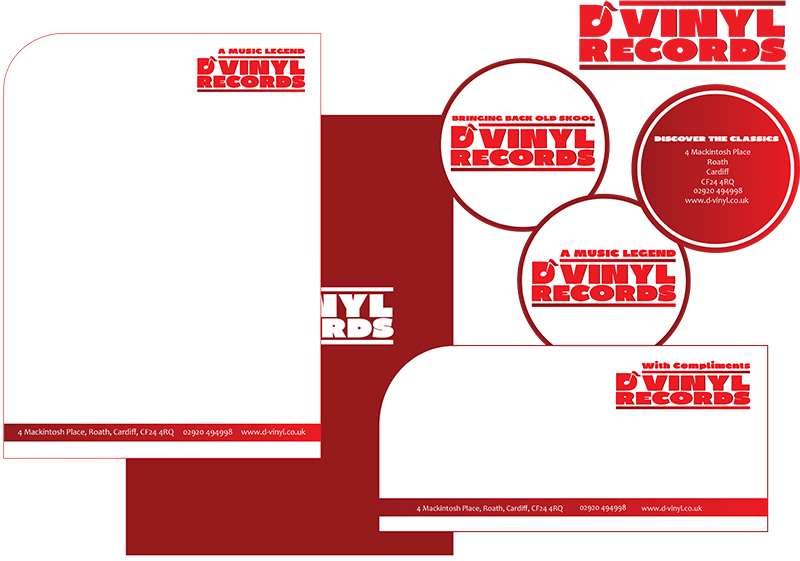 D'VINYL
RECORDS
A MUSIC LEGEND
D'VINYL
RECORDS
4 Mackintosh Place, Roath, Cardiff, CF24 4RQ 02920 494998 www.d-vinyl.co.uk
NYL
RDS
BRINGING BACK OLD SKOOL
D'VINYL
RECORDS
DISCOVER THE CLASSICS
4 Mackintosh Place
Roath
Cardiff
CF24 4RQ
02920 494998
www.d-vinyl.co.uk
A MUSIC LEGEND
D'VINYL
RECORDS
With Compliments
D'VINYL
RECORDS
4 Mackintosh Place, Roath, Cardiff, CF24 4RQ 02920 494998 www.d-vinyl.co.uk